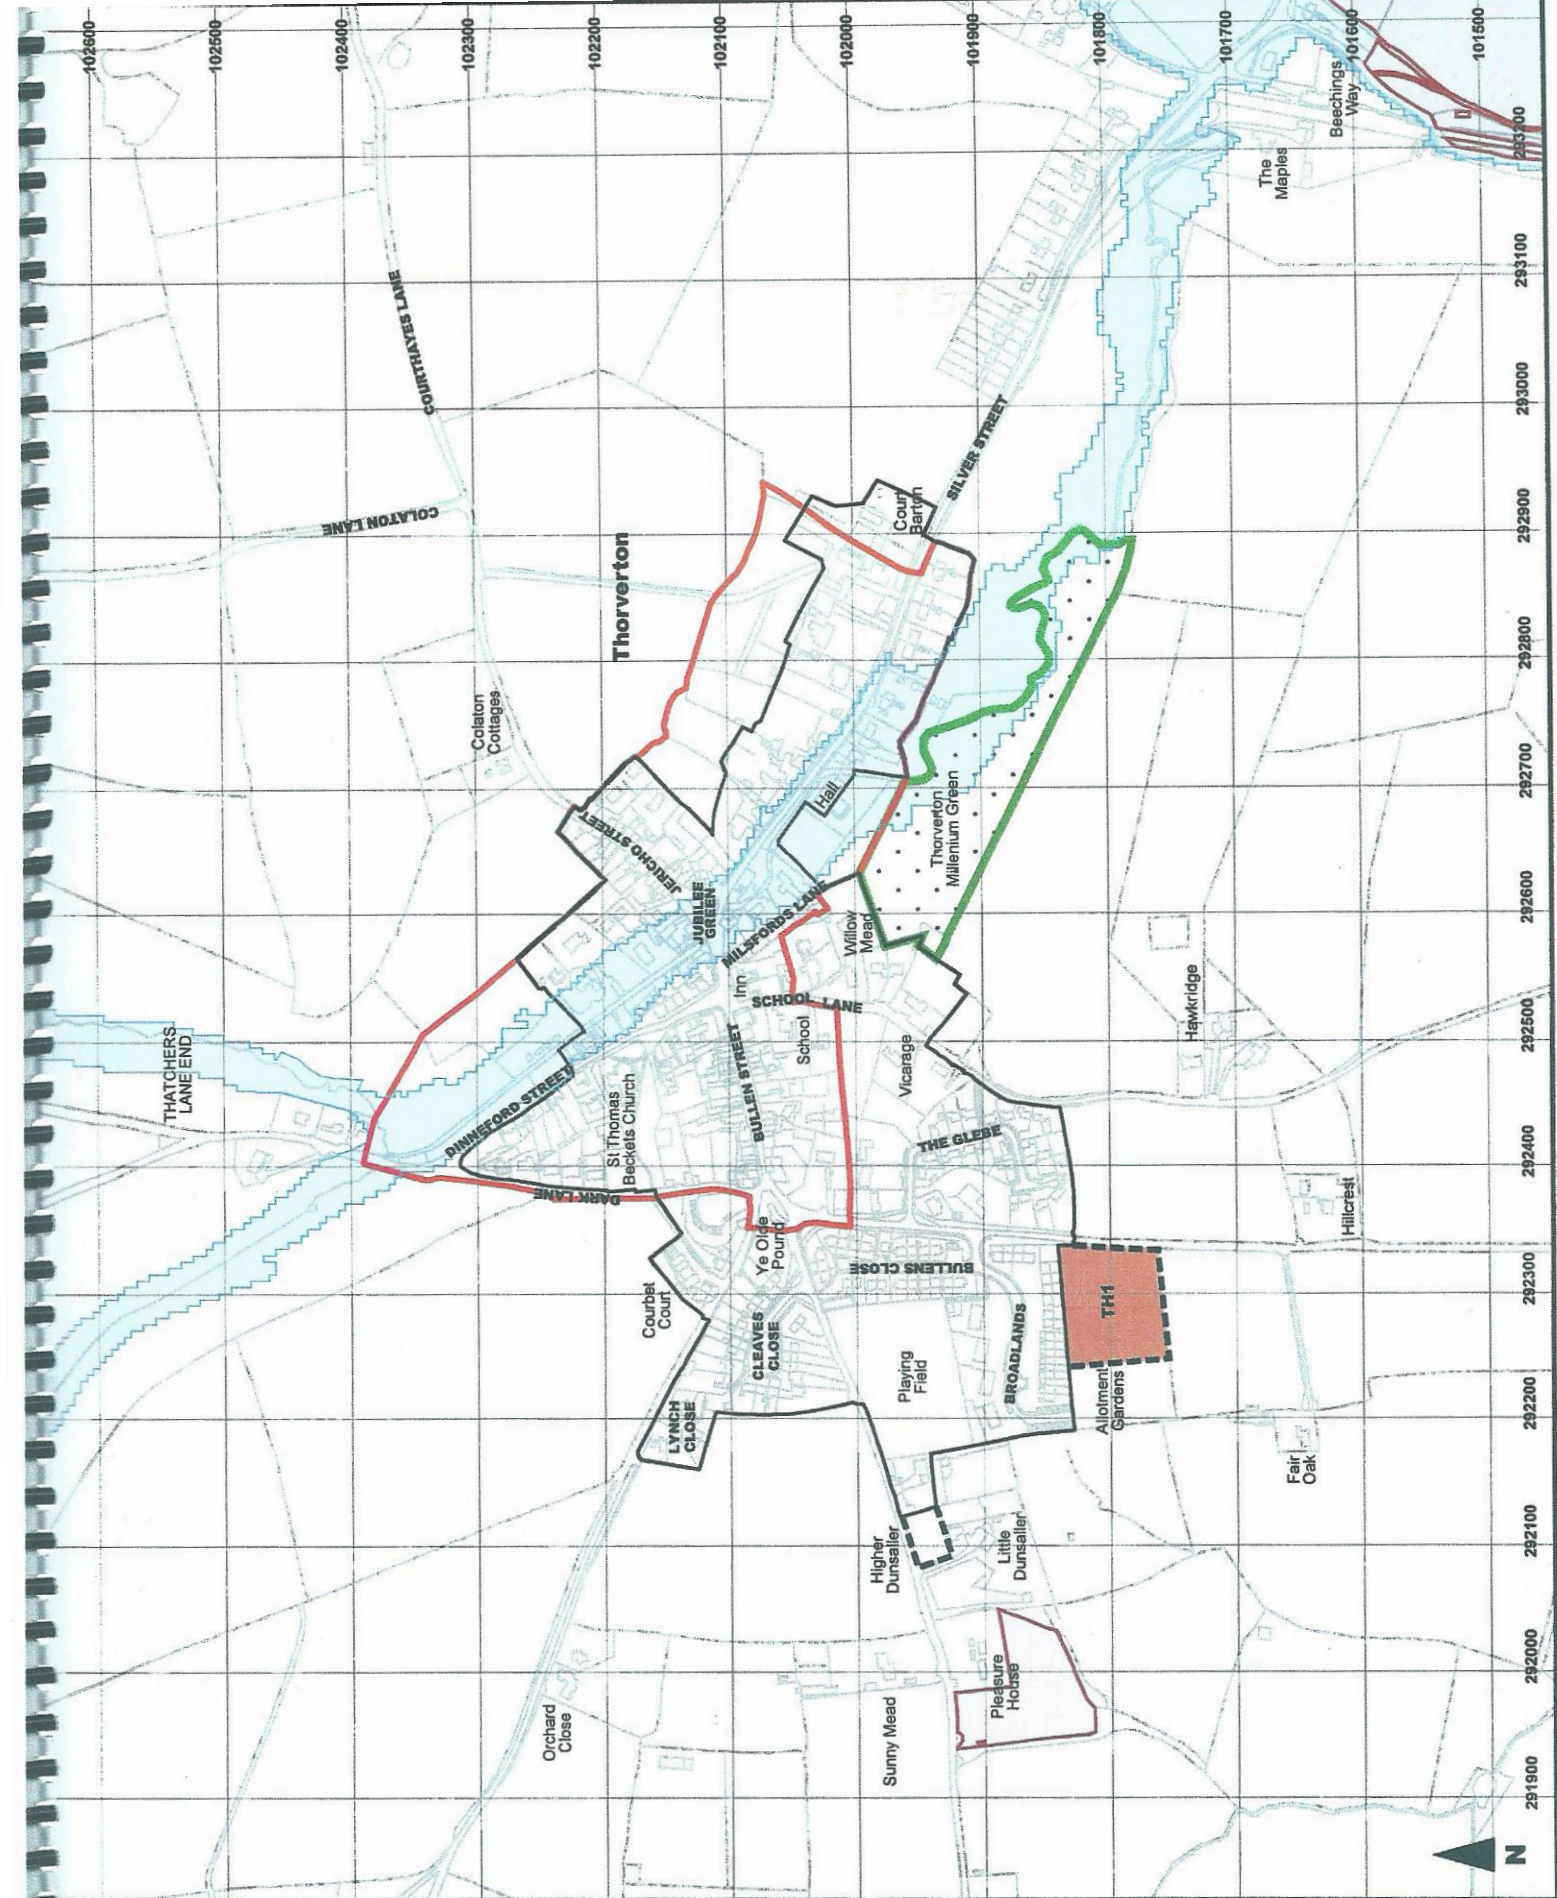 102600
102500
102400
102300
102200
102100
102000
101900
101800
101700
101600
101500
Beechings
Way
The
Maples
293200
293100
293000
292900
292800
292700
292600
292500
292400
292300
292200
292100
292000
291900
COURTHAYES LANE
COLATON LANE
Thorverton
SILVER STREET
Court
Barton
Colaton
Cottages
JERICHO STREET
Hall
Thorverton
Millenium Green
JUBILEE
GREEN
MILSFORDS LANE
Willow
Mead
THATCHERS
LANE END
Inn
SCHOOL LANE
School
BULLEN STREET
Vicarage
Hawkridge
DINNEFORD STREET
St Thomas
Beckets Church
THE GLEBE
DARK LANE
Ye Olde
Pound
BULLENS CLOSE
Hillcrest
TH1
Courbet
Court
CLEAVES
CLOSE
Playing
Field
BROADLANDS
Allotment
Gardens
LYNCH
CLOSE
Fair
Oak
Higher
Dunsaller
Little
Dunsaller
Orchard
Close
Sunny Mead
Pleasure
House
N